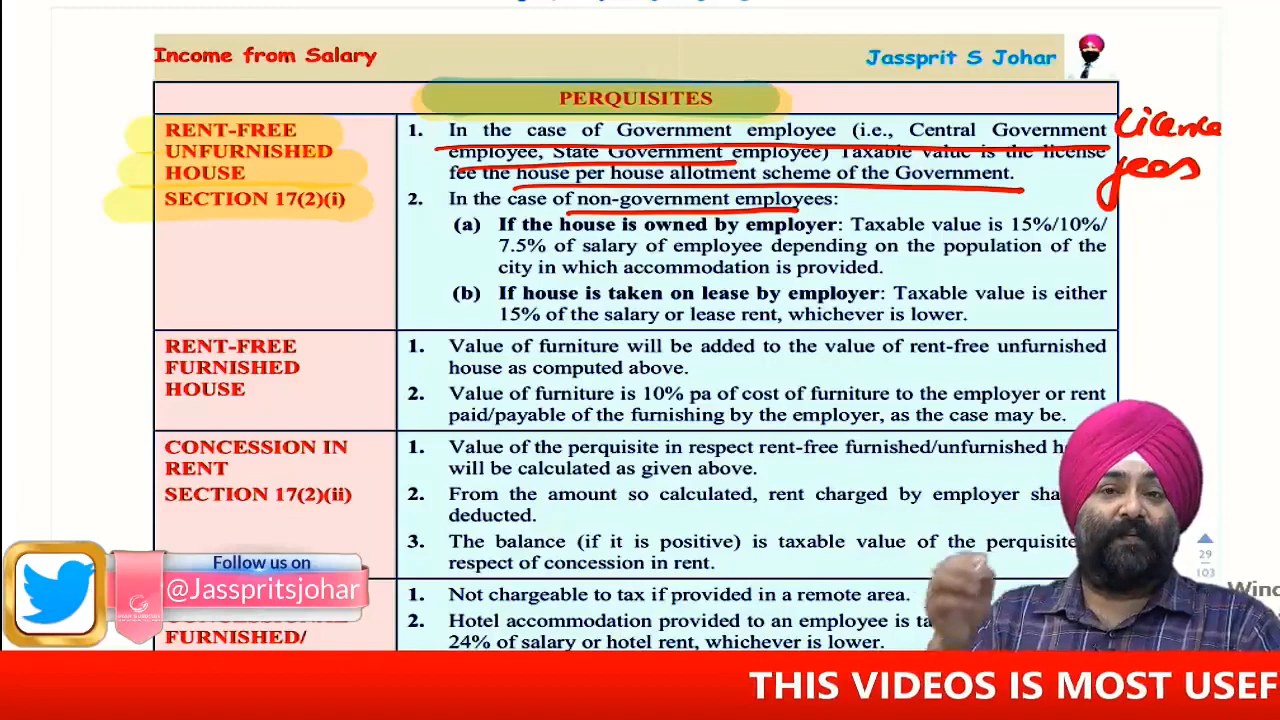 Income from Salary
Jassprit S Johar
PERQUISITES
RENT-FREE
UNFURNISHED
HOUSE
SECTION 17(2)(i)
1. In the case of Government employee (i.e., Central Government
employee, State Government employee) Taxable value is the license
fee the house per house allotment scheme of the Government.
licence
fees
2. In the case of non-government employees:
(a) If the house is owned by employer: Taxable value is 15%/10%/
7.5% of salary of employee depending on the population of the
city in which accommodation is provided.
(b) If house is taken on lease by employer: Taxable value is either
15% of the salary or lease rent, whichever is lower.
RENT-FREE
FURNISHED
HOUSE
1. Value of furniture will be added to the value of rent-free unfurnished
house as computed above.
2. Value of furniture is 10% pa of cost of furniture to the employer or rent
paid/payable of the furnishing by the employer, as the case may be.
CONCESSION IN
RENT
SECTION 17(2)(ii)
1. Value of the perquisite in respect rent-free furnished/unfurnished
will be calculated as given above.
2. From the amount so calculated, rent charged by employer
deducted.
3. The balance (if it is positive) is taxable value of the perquisite
respect of concession in rent.
FURNISHED/
1. Not chargeable to tax if provided in a remote area.
2. Hotel accommodation provided to an employee is
24% of salary or hotel rent, whichever is lower.
29
103
Follow us on
@Jasspritsjohar
THIS VIDEOS IS MOST